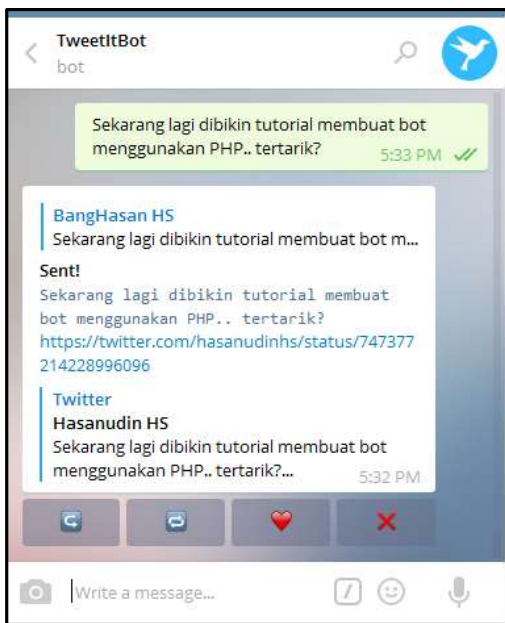 TweetItBot
bot
Sekarang lagi dibikin tutorial membuat bot
menggunakan PHP.. tertarik?
5:33 PM
BangHasan HS
Sekarang lagi dibikin tutorial membuat bot m...
Sent!
Sekarang lagi dibikin tutorial membuat
bot menggunakan PHP.. tertarik?
https://twitter.com/hasanudinhs/status/747377
214228996096
Twitter
Hasanudin HS
Sekarang lagi dibikin tutorial membuat bot
menggunakan PHP.. tertarik?...
5:32 PM
Write a message...